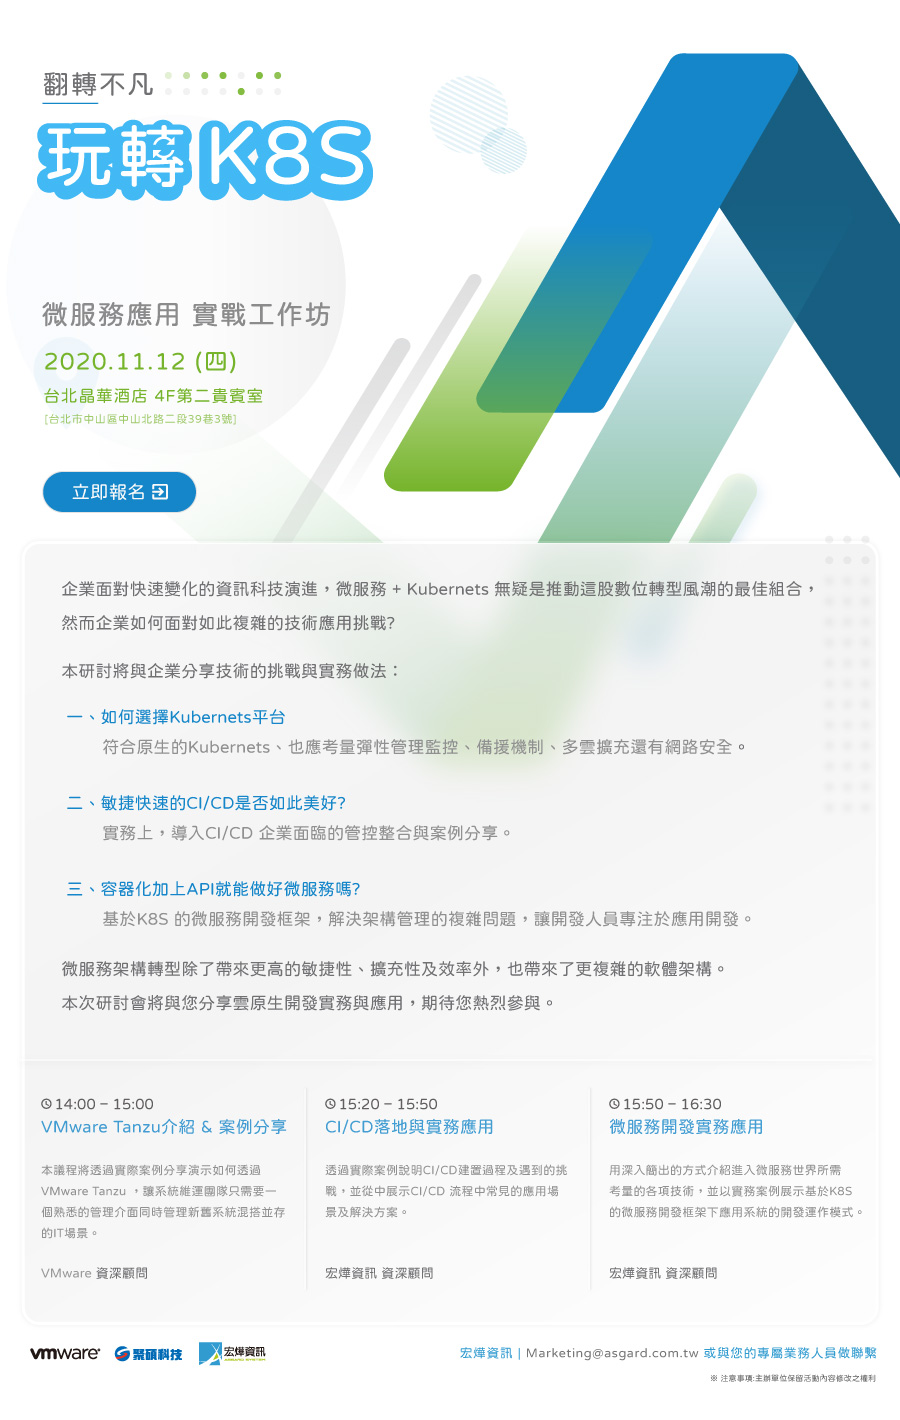 翻轉不凡
玩轉K8S
微服務應用 實戰工作坊
2020.11.12 (四)
台北晶華酒店 4F第二貴賓室
[台北市中山區中山北路二段39巷3號]
立即報名
企業面對快速變化的資訊科技演進，微服務 + Kubernets 無疑是推動這股數位轉型風潮的最佳組合，
然而企業如何面對如此複雜的技術應用挑戰?
本研討將與企業分享技術的挑戰與實務做法：
一、如何選擇Kubernets平台
符合原生的Kubernets、也應考量彈性管理監控、備援機制、多雲擴充還有網路安全。
二、敏捷快速的CI/CD是否如此美好?
實務上，導入CI/CD 企業面臨的管控整合與案例分享。
三、容器化加上API就能做好微服務嗎?
基於K8S 的微服務開發框架，解決架構管理的複雜問題，讓開發人員專注於應用開發。
微服務架構轉型除了帶來更高的敏捷性、擴充性及效率外，也帶來了更複雜的軟體架構。
本次研討會將與您分享雲原生開發實務與應用，期待您熱烈參與。
14:00 – 15:00
VMware Tanzu介紹 & 案例分享
本議程將透過實際案例分享演示如何透過
VMware Tanzu ，讓系統維運團隊只需要一
個熟悉的管理介面同時管理新舊系統混搭並存
的IT場景。
VMware 資深顧問
15:20 – 15:50
CI/CD落地與實務應用
透過實際案例說明CI/CD建置過程及遇到的挑
戰，並從中展示CI/CD 流程中常見的應用場
景及解決方案。
宏燁資訊 資深顧問
15:50 – 16:30
微服務開發實務應用
用深入簡出的方式介紹進入微服務世界所需
考量的各項技術，並以實務案例展示基於K8S
的微服務開發框架下應用系統的開發運作模式。
宏燁資訊 資深顧問
vmware
聚碩科技
宏燁資訊
宏燁資訊 | Marketing@asgard.com.tw 或與您的專屬業務人員做聯繫
※ 注意事項:主辦單位保留活動內容修改之權利